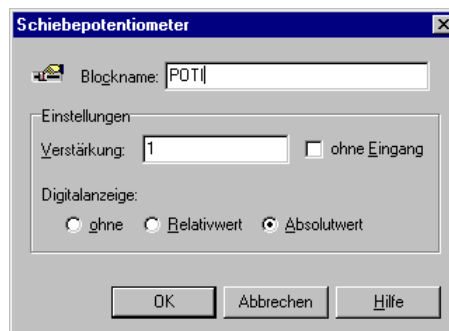 Schiebepotentiometer
Blockname: POTI
Einstellungen
Verstärkung: 1 ohne Eingang
Digitalanzeige:
ohne Relativwert Absolutwert
OK Abbrechen Hilfe